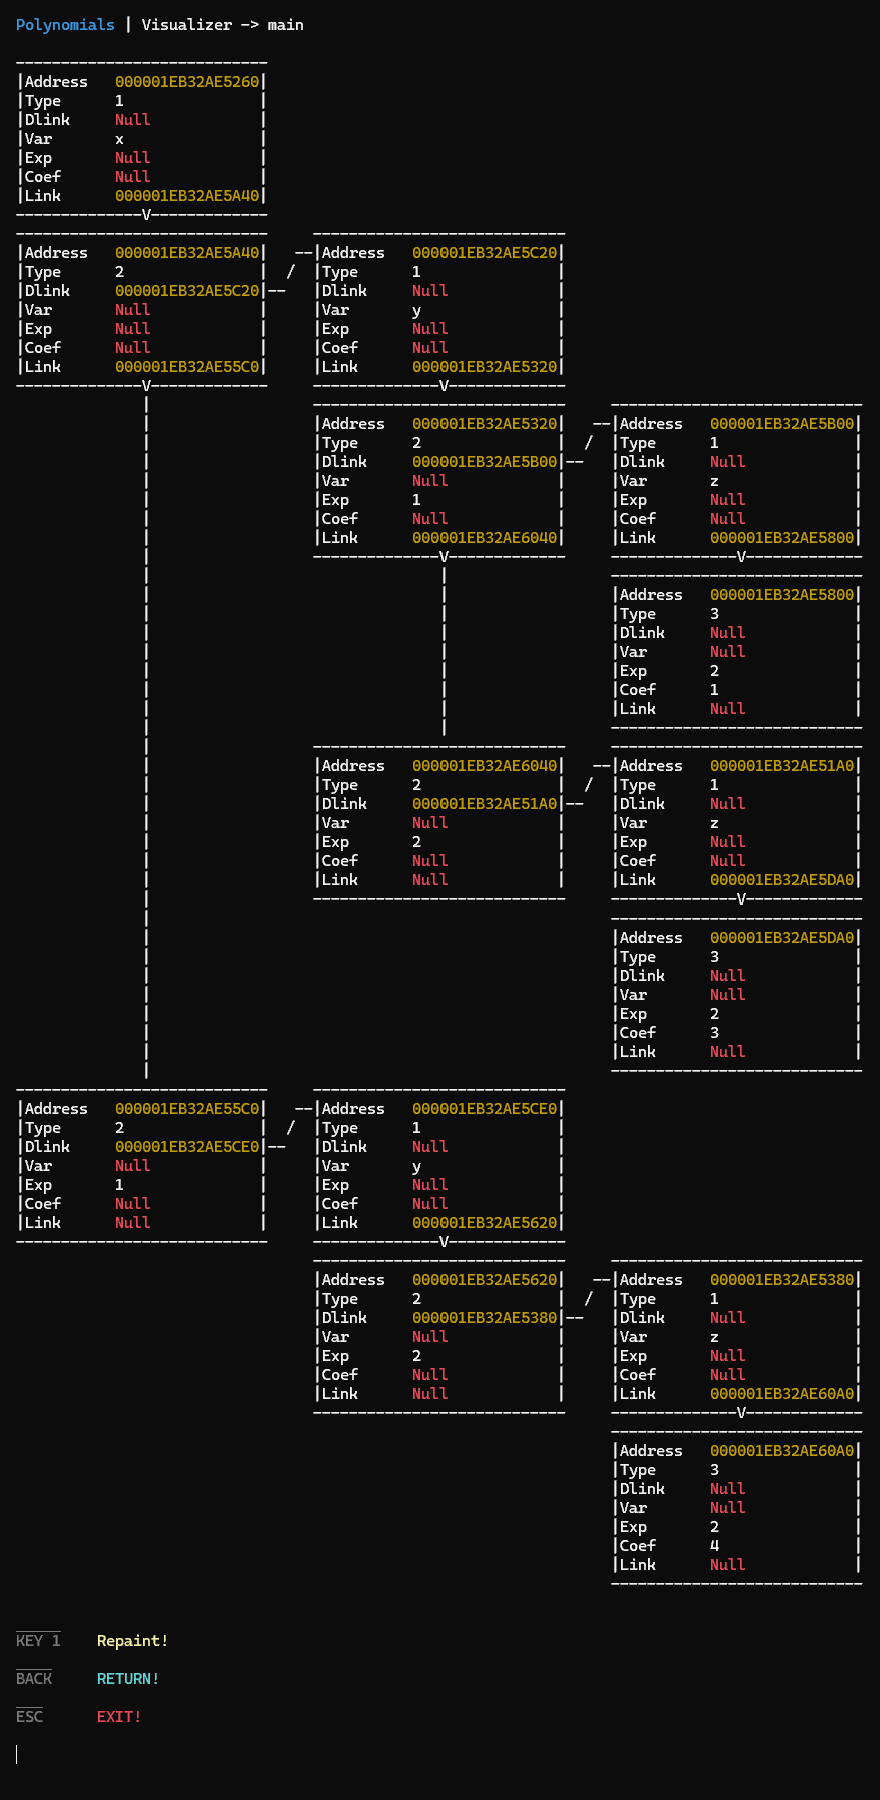 Polynomials | Visualizer -> main
----------------------------
|Address   000001EB32AE5260|
|Type      1               |
|Dlink     Null            |
|Var       x               |
|Exp       Null            |
|Coef      Null            |
|Link      000001EB32AE5A40|
--------------V-------------
----------------------------     ----------------------------
|Address   000001EB32AE5A40|   --|Address   000001EB32AE5C20|
|Type      2               |  /  |Type      1               |
|Dlink     000001EB32AE5C20|--   |Dlink     Null            |
|Var       Null            |     |Var       y               |
|Exp       Null            |     |Exp       Null            |
|Coef      Null            |     |Coef      Null            |
|Link      000001EB32AE55C0|     |Link      000001EB32AE5320|
--------------V-------------     --------------V-------------
              |                  ----------------------------     ----------------------------
              |                  |Address   000001EB32AE5320|   --|Address   000001EB32AE5B00|
              |                  |Type      2               |  /  |Type      1               |
              |                  |Dlink     000001EB32AE5B00|--   |Dlink     Null            |
              |                  |Var       Null            |     |Var       z               |
              |                  |Exp       1               |     |Exp       Null            |
              |                  |Coef      Null            |     |Coef      Null            |
              |                  |Link      000001EB32AE6040|     |Link      000001EB32AE5800|
              |                  --------------V-------------     --------------V-------------
              |                                |                  ----------------------------
              |                                |                  |Address   000001EB32AE5800|
              |                                |                  |Type      3               |
              |                                |                  |Dlink     Null            |
              |                                |                  |Var       Null            |
              |                                |                  |Exp       2               |
              |                                |                  |Coef      1               |
              |                                |                  |Link      Null            |
              |                                |                  ----------------------------
              |                  ----------------------------     ----------------------------
              |                  |Address   000001EB32AE6040|   --|Address   000001EB32AE51A0|
              |                  |Type      2               |  /  |Type      1               |
              |                  |Dlink     000001EB32AE51A0|--   |Dlink     Null            |
              |                  |Var       Null            |     |Var       z               |
              |                  |Exp       2               |     |Exp       Null            |
              |                  |Coef      Null            |     |Coef      Null            |
              |                  |Link      Null            |     |Link      000001EB32AE5DA0|
              |                  ----------------------------     --------------V-------------
              |                                                   ----------------------------
              |                                                   |Address   000001EB32AE5DA0|
              |                                                   |Type      3               |
              |                                                   |Dlink     Null            |
              |                                                   |Var       Null            |
              |                                                   |Exp       2               |
              |                                                   |Coef      3               |
              |                                                   |Link      Null            |
              |                                                   ----------------------------
----------------------------     ----------------------------
|Address   000001EB32AE55C0|   --|Address   000001EB32AE5CE0|
|Type      2               |  /  |Type      1               |
|Dlink     000001EB32AE5CE0|--   |Dlink     Null            |
|Var       Null            |     |Var       y               |
|Exp       1               |     |Exp       Null            |
|Coef      Null            |     |Coef      Null            |
|Link      Null            |     |Link      000001EB32AE5620|
----------------------------     --------------V-------------
                                 ----------------------------     ----------------------------
                                 |Address   000001EB32AE5620|   --|Address   000001EB32AE5380|
                                 |Type      2               |  /  |Type      1               |
                                 |Dlink     000001EB32AE5380|--   |Dlink     Null            |
                                 |Var       Null            |     |Var       z               |
                                 |Exp       2               |     |Exp       Null            |
                                 |Coef      Null            |     |Coef      Null            |
                                 |Link      Null            |     |Link      000001EB32AE60A0|
                                 ----------------------------     --------------V-------------
                                                                  ----------------------------
                                                                  |Address   000001EB32AE60A0|
                                                                  |Type      3               |
                                                                  |Dlink     Null            |
                                                                  |Var       Null            |
                                                                  |Exp       2               |
                                                                  |Coef      4               |
                                                                  |Link      Null            |
                                                                  ----------------------------
KEY 1    Repaint!
BACK     RETURN!
ESC      EXIT!